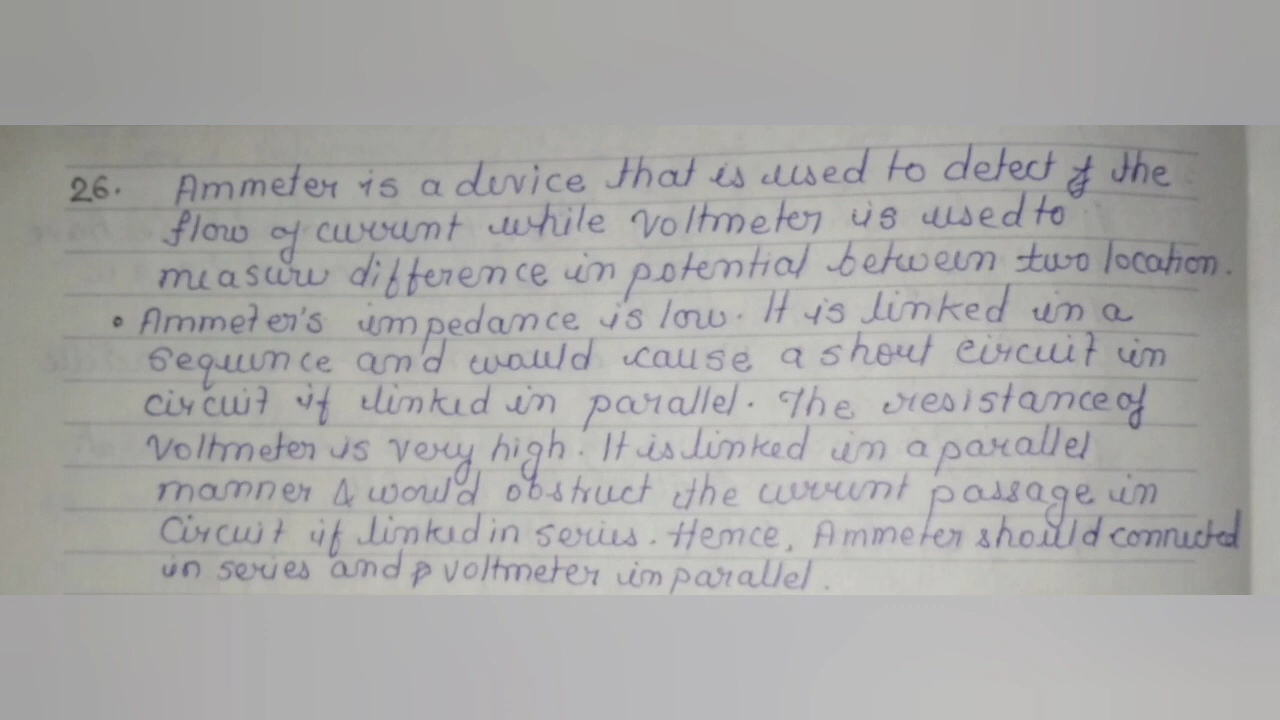 26. Ammeter is a device that is used to detect the
flow of current while voltmeter is used to
measure difference in potential between two location.
• Ammeter's impedance is low. It is linked in a
sequence and would cause a short circuit in
circuit if linked in parallel. The resistance of
Voltmeter is very high. It is linked in a parallel
manner & would obstruct the current passage in
Circuit if linked in series. Hence, Ammeter should connected
in series and voltmeter in parallel.